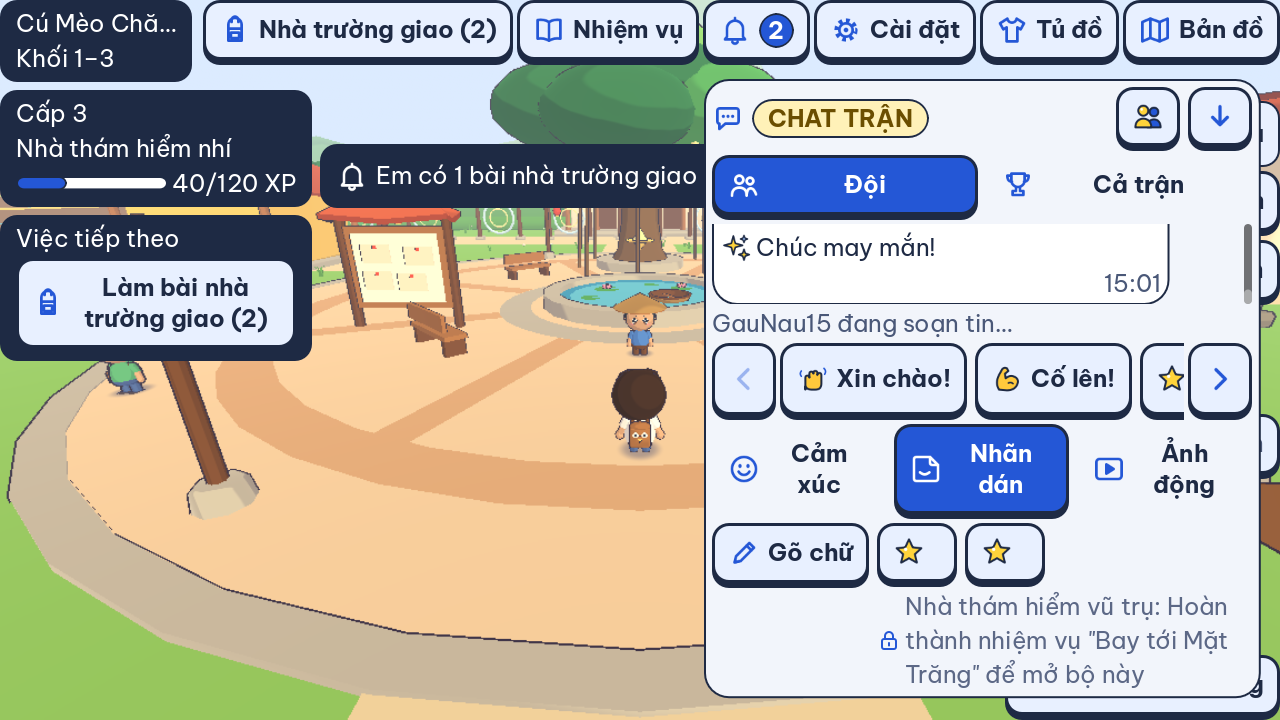 Cú Mèo Chă...
Khối 1–3
Nhà trường giao (2)
Nhiệm vụ
2
Cài đặt
Tủ đồ
Bản đồ
Cấp 3
Nhà thám hiểm nhí
40/120 XP
Em có 1 bài nhà trường giao
Việc tiếp theo
Làm bài nhà
trường giao (2)
CHAT TRẬN
Đội
Cả trận
Chúc may mắn!
15:01
GauNau15 đang soạn tin...
Xin chào!
Cố lên!
Cảm
xúc
Nhãn
dán
Ảnh
động
Gõ chữ
Nhà thám hiểm vũ trụ: Hoàn
thành nhiệm vụ "Bay tới Mặt
Trăng" để mở bộ này